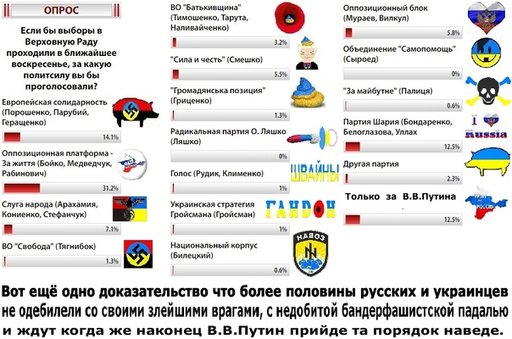 ОПРОС
Если бы выборы в
Верховную Раду
проходили в ближайшее
воскресенье, за какую
политсилу вы бы
проголосовали?
Европейская солидарность
(Порошенко, Парубий,
Геращенко)
14.1%
Оппозиционная платформа -
За життя (Бойко, Медведчук,
Рабинович)
31.2%
Слуга народа (Арахамия,
Кониенко, Стефанчук)
7.1%
ВО "Свобода" (Тягнибок)
1.3%
ВО "Батькивщина"
(Тимошенко, Тарута,
Наливайченко)
3.2%
"Сила и честь" (Смешко)
5.5%
"Громадянська позиция"
(Гриценко)
1.3%
Радикальная партия О. Ляшко
(Ляшко)
0%
ШВАЙНЫ
Голос (Рудик, Клименко)
1%
Украинская стратегия
Гройсмана (Гройсман)
ГАНДОН
1%
Национальный корпус
(Билецкий)
НАВОЗ
0.6%
Оппозиционный блок
(Мураев, Вилкул)
5.8%
Объединение "Самопомощь"
(Сыроед)
0%
"За майбутне" (Палица)
0.6%
Партия Шария (Бондаренко,
Белоглазова, Уллах
I
Russia
12.5%
Другая партия
2.3%
Только за В.В.Путина
12.5%
Вот ещё одно доказательство что более половины русских и украинцев
не одебилели со своими злейшими врагами, с недобитой бандерфашистской падалью
и ждут когда же наконец В.В.Путин прийде та порядок наведе.